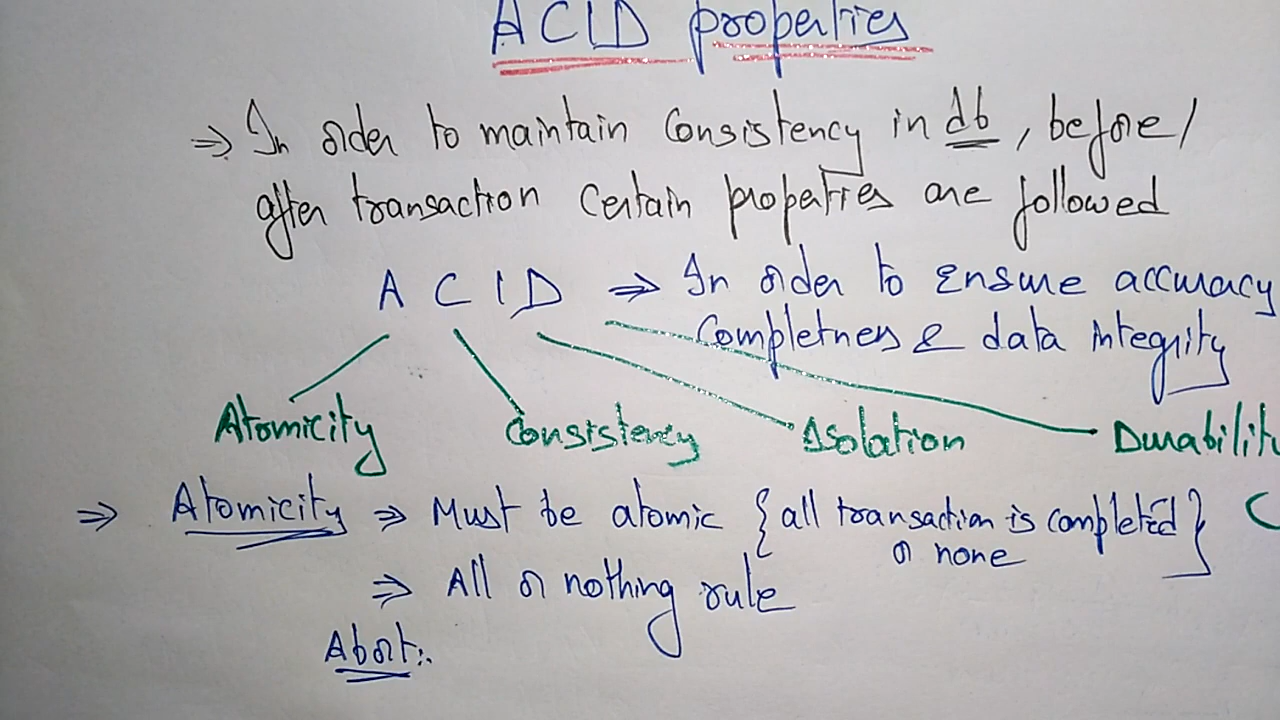 ACID properties
⇒ In order to maintain Consistency in db, before/
after transaction Certain properties are followed
A C I D ⇒ In order to Ensure accuracy
Completness & data integrity
Atomicity Consistency Isolation Durabilit
⇒ Atomicity ⇒ Must be atomic {all transaction is completed}
or none
⇒ All or nothing rule
Abort:.